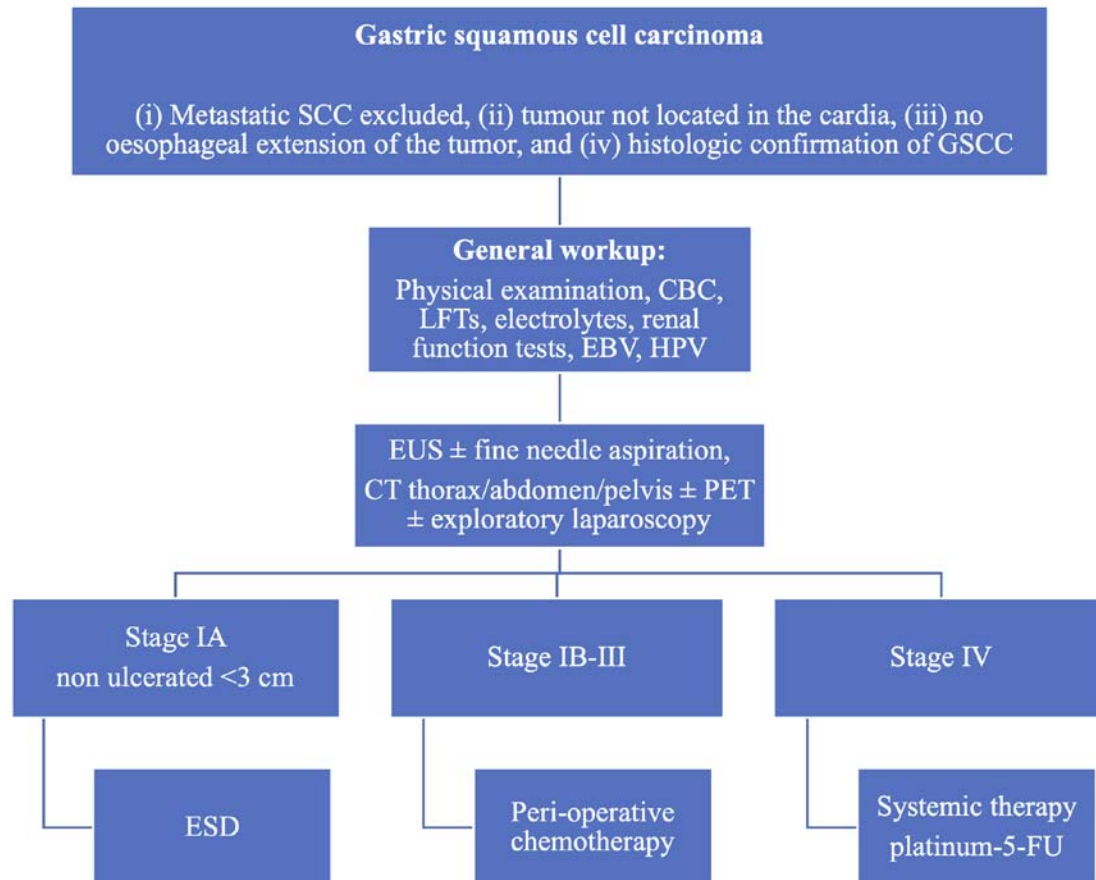 Gastric squamous cell carcinoma
(i) Metastatic SCC excluded, (ii) tumour not located in the cardia, (iii) no
oesophageal extension of the tumor, and (iv) histologic confirmation of GSCC
General workup:
Physical examination, CBC,
LFTs, electrolytes, renal
function tests, EBV, HPV
EUS ± fine needle aspiration,
CT thorax/abdomen/pelvis ± PET
± exploratory laparoscopy
Stage IA
non ulcerated <3 cm
Stage IB-III
Stage IV
ESD
Peri-operative
chemotherapy
Systemic therapy
platinum-5-FU